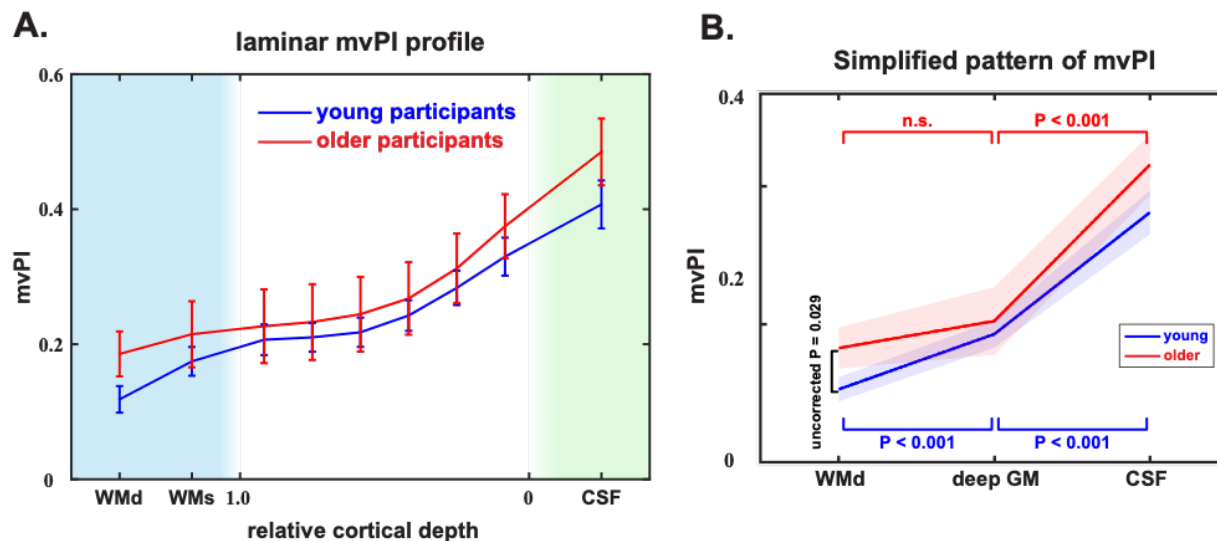 A.
laminar mvPI profile
0.6
0.4
0.2
0
mvPI
young participants
older participants
WMd
WMs
1.0
0
CSF
relative cortical depth
B.
Simplified pattern of mvPI
0.4
0.2
0
mvPI
n.s.
P < 0.001
uncorrected P = 0.029
young
older
P < 0.001
P < 0.001
WMd
deep GM
CSF